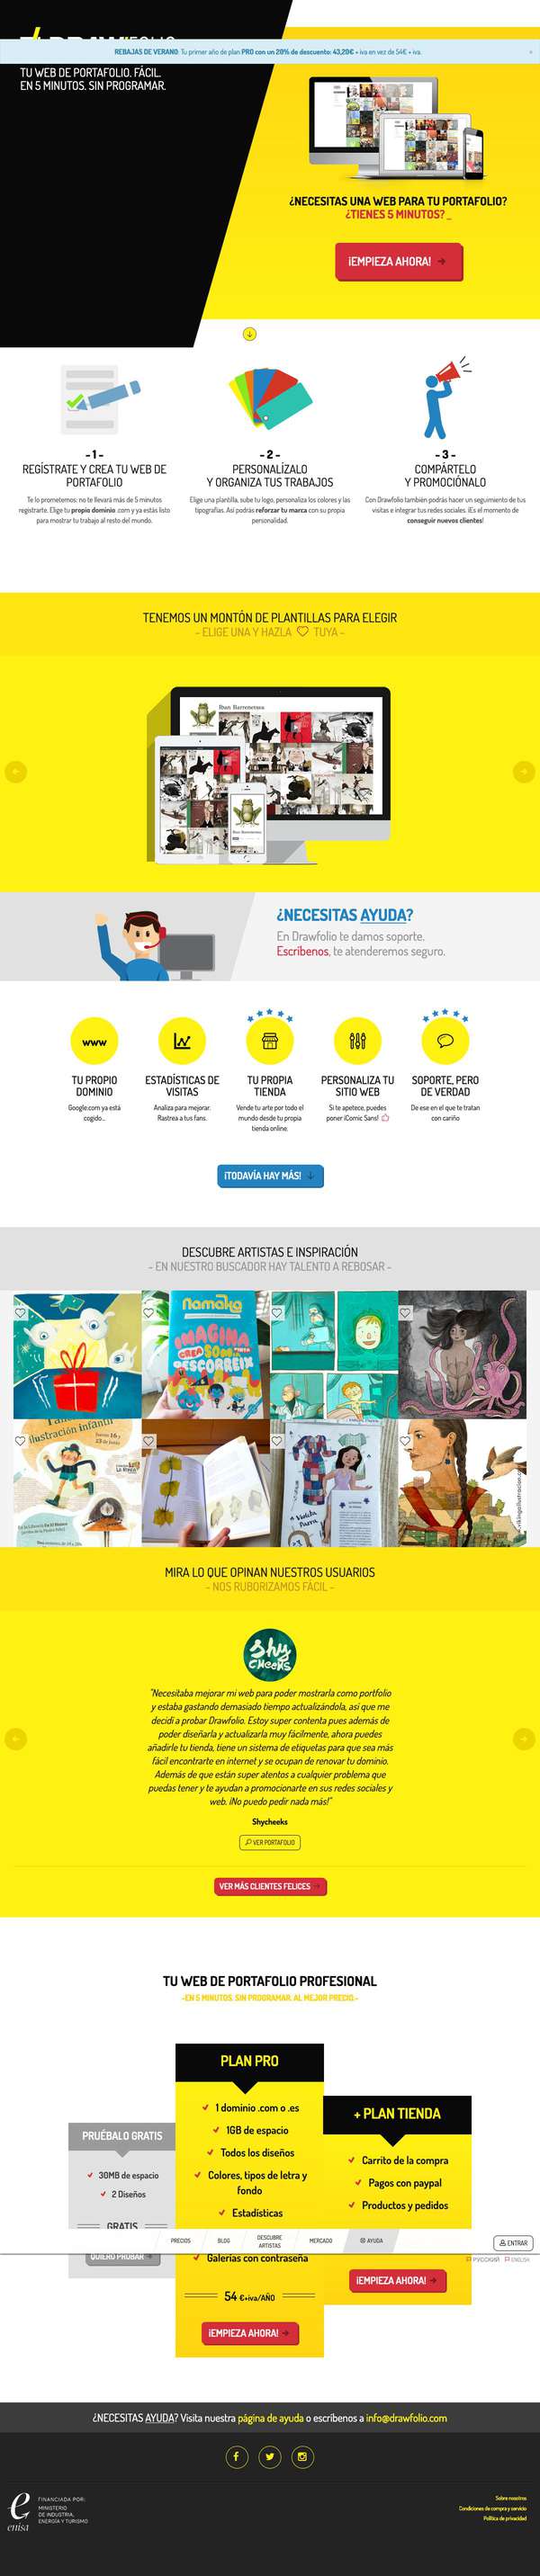 DRAWFOLIO
REBAJAS DE VERANO: Tu primer año de plan PRO con un 20% de descuento: 43,20€ + iva en vez de 54€ + iva.
TU WEB DE PORTAFOLIO. FÁCIL.
EN 5 MINUTOS. SIN PROGRAMAR.
¿NECESITAS UNA WEB PARA TU PORTAFOLIO?
¿TIENES 5 MINUTOS? _
¡EMPIEZA AHORA!
- 1 -
REGÍSTRATE Y CREA TU WEB DE
PORTAFOLIO
Te lo prometemos: no te llevará más de 5 minutos
registrarte. Elige tu propio dominio .com y ya estás listo
para mostrar tu trabajo al resto del mundo.
- 2 -
PERSONALÍZALO
Y ORGANIZA TUS TRABAJOS
Elige una plantilla, sube tu logo, personaliza los colores y las
tipografías. Así podrás reforzar tu marca con su propia
personalidad.
- 3 -
COMPÁRTELO
Y PROMOCIÓNALO
Con Drawfolio también podrás hacer un seguimiento de tus
visitas e integrar tus redes sociales. ¡Es el momento de
conseguir nuevos clientes!
TENEMOS UN MONTÓN DE PLANTILLAS PARA ELEGIR
- ELIGE UNA Y HAZLA TUYA -
Iban Barrenetxea
¿NECESITAS AYUDA?
En Drawfolio te damos soporte.
Escríbenos, te atenderemos seguro.
www
TU PROPIO
DOMINIO
Google.com ya está
cogido...
ESTADÍSTICAS DE
VISITAS
Analiza para mejorar.
Rastrea a tus fans.
TU PROPIA
TIENDA
Vende tu arte por todo el
mundo desde tu propia
tienda online.
PERSONALIZA TU
SITIO WEB
Si te apetece, puedes
poner ¡Comic Sans!
SOPORTE, PERO
DE VERDAD
De ese en el que te tratan
con cariño
¡TODAVÍA HAY MÁS!
DESCUBRE ARTISTAS E INSPIRACIÓN
- EN NUESTRO BUSCADOR HAY TALENTO A REBOSAR -
Namaka
IMAGINA
CREA
DESCORREIX
ilustración infantil
Violeta
Parra
MIRA LO QUE OPINAN NUESTROS USUARIOS
- NOS RUBORIZAMOS FÁCIL -
shy
cheeks
"Necesitaba mejorar mi web para poder mostrarla como portfolio
y estaba gastando demasiado tiempo actualizándola, así que me
decidí a probar Drawfolio. Estoy super contenta pues además de
poder diseñarla y actualizarla muy fácilmente, ahora puedes
añadirle tu tienda, tiene un sistema de etiquetas para que sea más
fácil encontrarte en internet y se ocupan de renovar tu dominio.
Además de que están super atentos a cualquier problema que
puedas tener y te ayudan a promocionarte en sus redes sociales y
web. ¡No puedo pedir nada más!"
Shycheeks
VER PORTAFOLIO
VER MÁS CLIENTES FELICES
TU WEB DE PORTAFOLIO PROFESIONAL
-EN 5 MINUTOS. SIN PROGRAMAR. AL MEJOR PRECIO.-
PRUÉBALO GRATIS
30MB de espacio
2 Diseños
GRATIS
QUIERO PROBAR
PLAN PRO
1 dominio .com o .es
1GB de espacio
Todos los diseños
Colores, tipos de letra y
fondo
Estadísticas
Galerías con contraseña
54 €+iva/AÑO
¡EMPIEZA AHORA!
+ PLAN TIENDA
Carrito de la compra
Pagos con paypal
Productos y pedidos
¡EMPIEZA AHORA!
PRECIOS
BLOG
DESCUBRE
ARTISTAS
MERCADO
AYUDA
ENTRAR
РУССКИЙ
ENGLISH
¿NECESITAS AYUDA? Visita nuestra página de ayuda o escríbenos a info@drawfolio.com
enisa
FINANCIADA POR:
MINISTERIO
DE INDUSTRIA,
ENERGÍA Y TURISMO
Sobre nosotros
Condiciones de compra y servicio
Política de privacidad